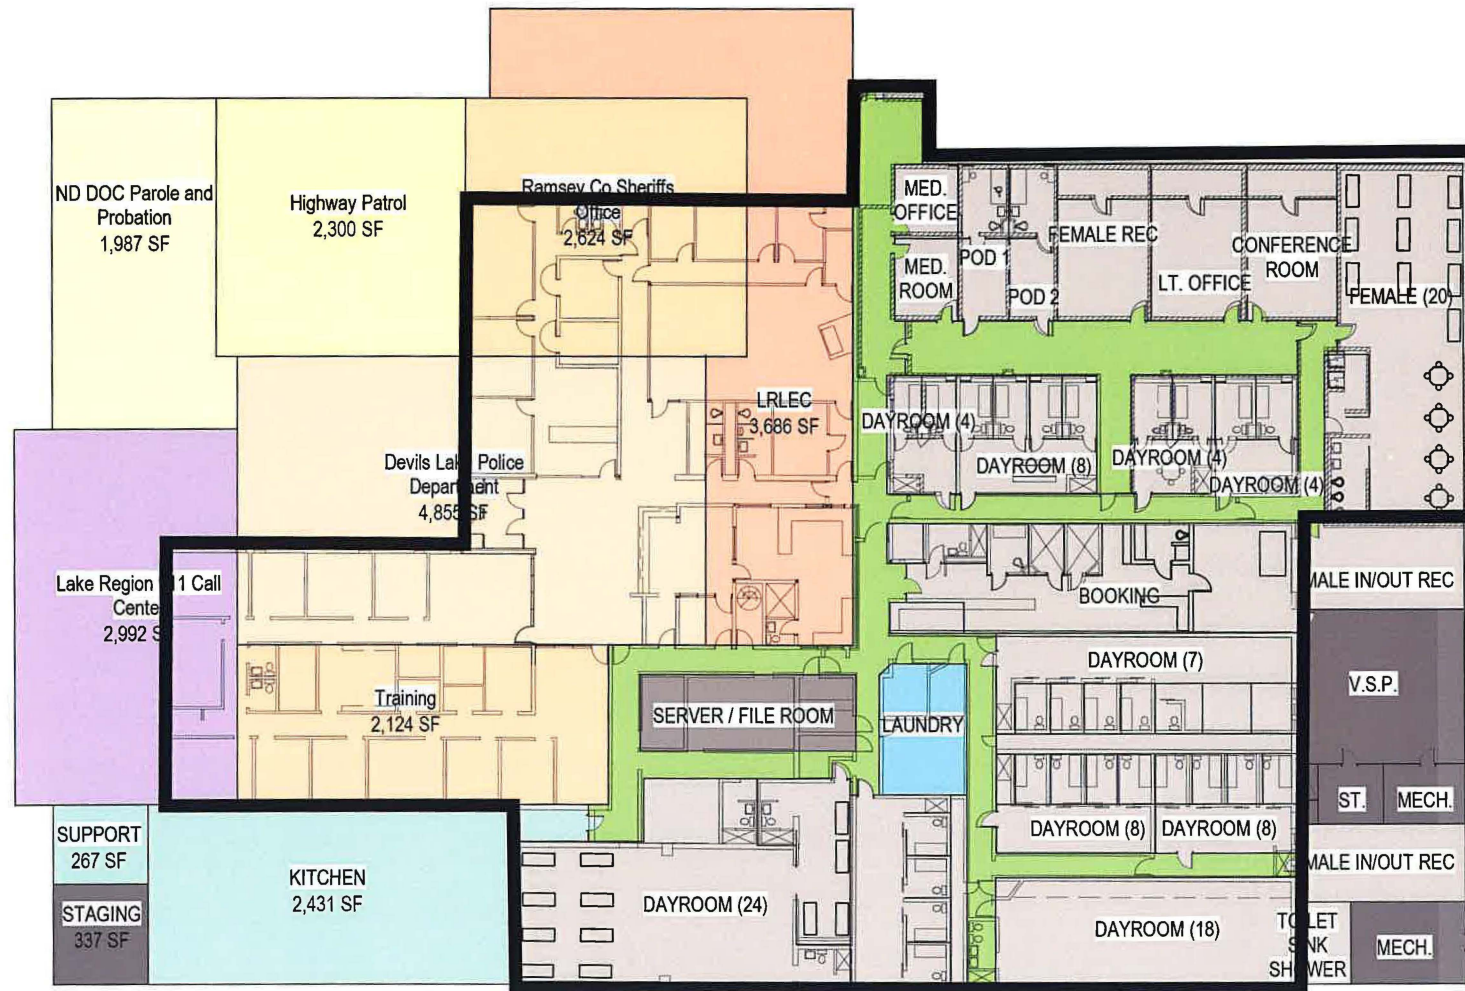 ND DOC Parole and
Probation
1,987 SF
Highway Patrol
2,300 SF
Ramsey Co Sheriffs
Office
2,624 SF
MED.
OFFICE
MED.
ROOM
POD 1
POD 2
FEMALE REC
LT. OFFICE
CONFERENCE
ROOM
FEMALE (20)
LRLEC
3,686 SF
DAYROOM (4)
DAYROOM (8)
DAYROOM (4)
DAYROOM (4)
Devils Lake Police
Department
4,855 SF
Lake Region 911 Call
Center
2,992 SF
BOOKING
MALE IN/OUT REC
Training
2,124 SF
SERVER / FILE ROOM
LAUNDRY
DAYROOM (7)
V.S.P.
ST.
MECH.
SUPPORT
267 SF
KITCHEN
2,431 SF
DAYROOM (8)
DAYROOM (8)
MALE IN/OUT REC
STAGING
337 SF
DAYROOM (24)
DAYROOM (18)
TOILET
SINK
SHOWER
MECH.